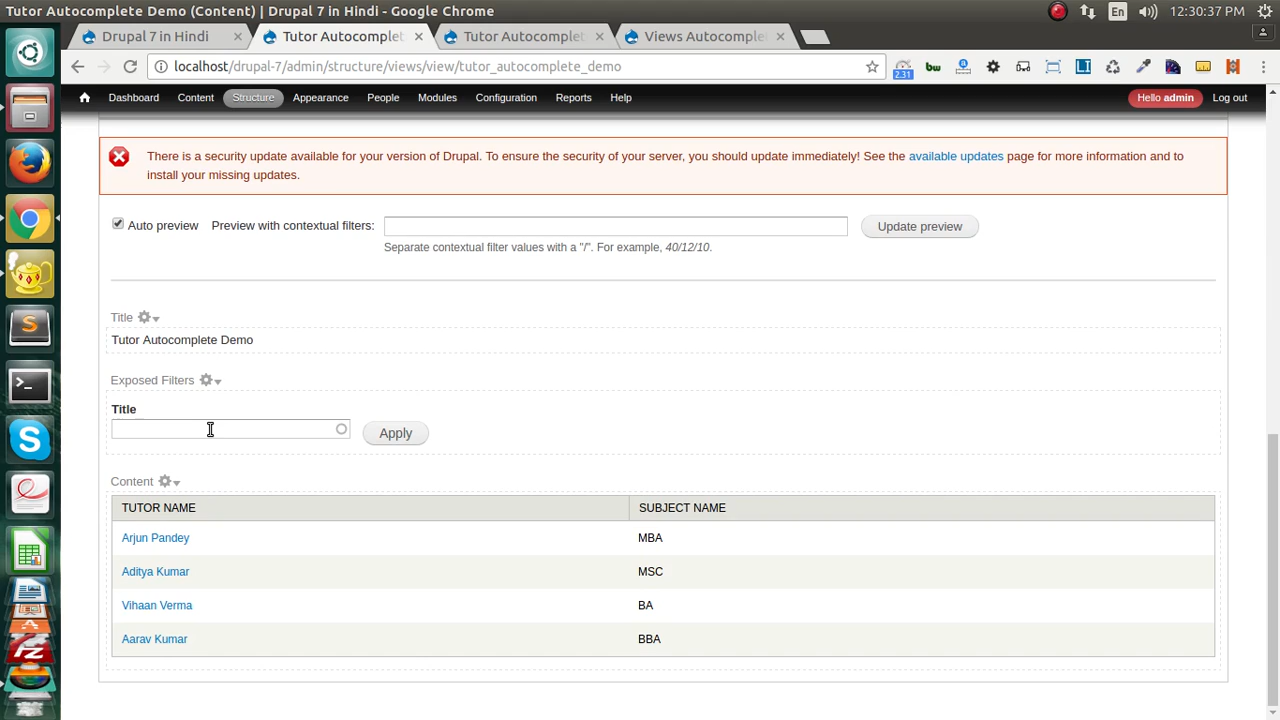 Tutor Autocomplete Demo (Content) | Drupal 7 in Hindi - Google Chrome
En
12:30:37 PM
Drupal 7 in Hindi
Tutor Autocomplet
Tutor Autocomplet
Views Autocomple
localhost/drupal-7/admin/structure/views/view/tutor_autocomplete_demo
2.31
bw
Dashboard
Content
Structure
Appearance
People
Modules
Configuration
Reports
Help
Hello admin
Log out
There is a security update available for your version of Drupal. To ensure the security of your server, you should update immediately! See the available updates page for more information and to
install your missing updates.
Auto preview
Preview with contextual filters:
Update preview
Separate contextual filter values with a "/". For example, 40/12/10.
Title
Tutor Autocomplete Demo
Exposed Filters
Title
Apply
Content
TUTOR NAME
SUBJECT NAME
Arjun Pandey
MBA
Aditya Kumar
MSC
Vihaan Verma
BA
Aarav Kumar
BBA